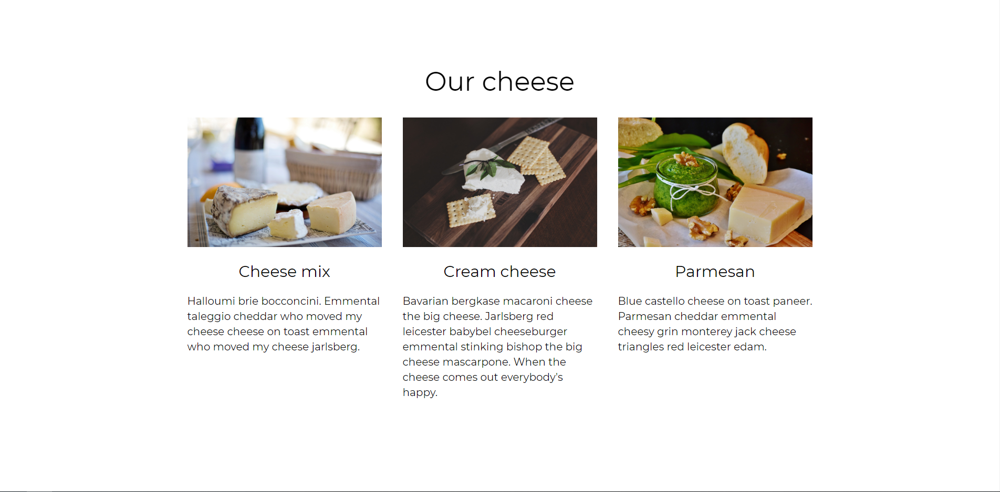 Our cheese
Cheese mix
Halloumi brie bocconcini. Emmental
taleggio cheddar who moved my
cheese cheese on toast emmental
who moved my cheese jarlsberg.
Cream cheese
Bavarian bergkase macaroni cheese
the big cheese. Jarlsberg red
leicester babybel cheeseburger
emmental stinking bishop the big
cheese mascarpone. When the
cheese comes out everybody's
happy.
Parmesan
Blue castello cheese on toast paneer.
Parmesan cheddar emmental
cheesy grin monterey jack cheese
triangles red leicester edam.